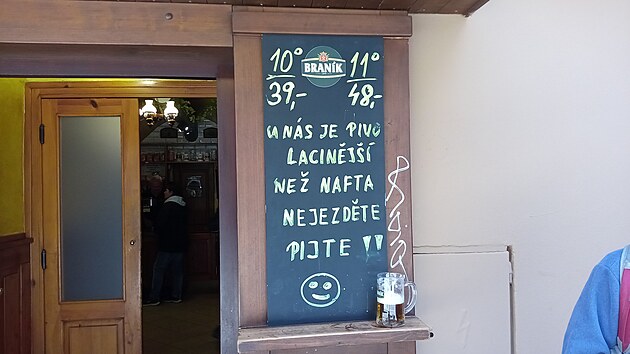 10° BRANÍK 11°
39,- 48,-
U NÁS JE PIVO
LACINĚJŠÍ
NEŽ NAFTA
NEJEZDĚTE
PIJTE !!